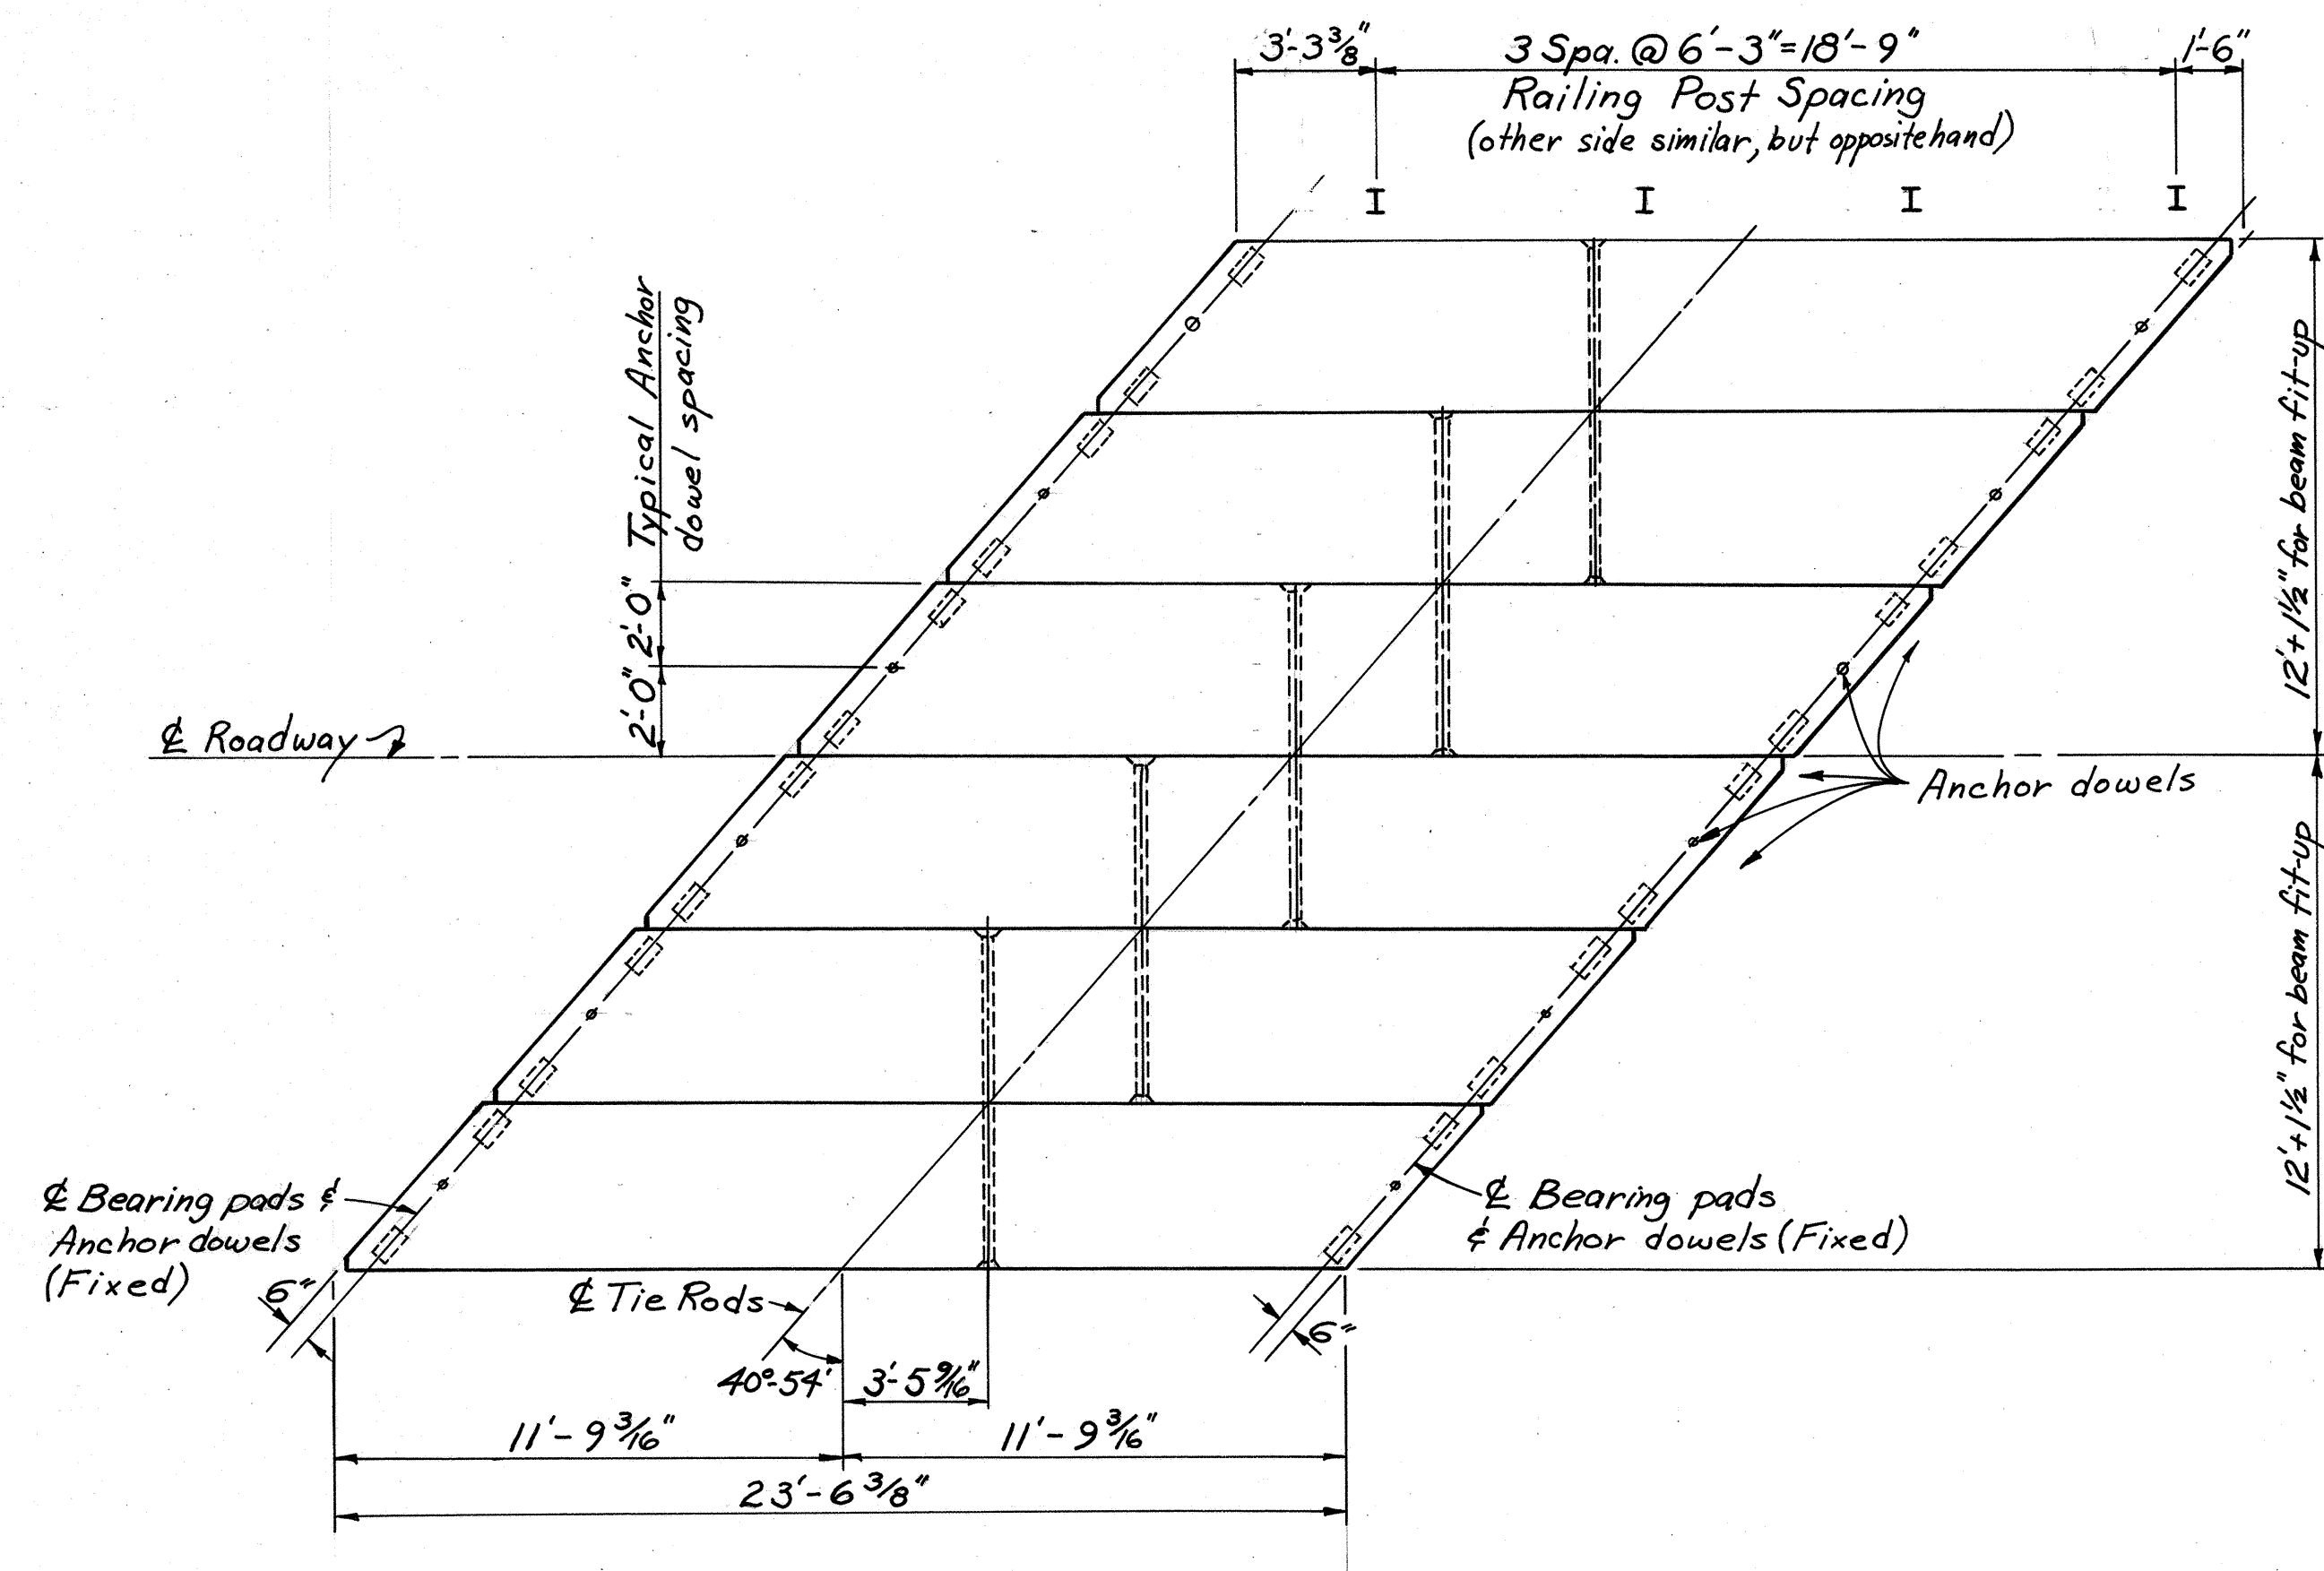 3'-3 3/8"
3 Spa. @ 6'-3"=18'-9"
1'-6"
Railing Post Spacing
(other side similar, but opposite hand)
I I I I
Typical Anchor
dowel spacing
2'-0"
2'-0"
12'+1½" for beam fit-up
℄ Roadway
Anchor dowels
12'+1½" for beam fit-up
℄ Bearing pads &
Anchor dowels
(Fixed)
℄ Bearing pads
& Anchor dowels (Fixed)
6"
℄ Tie Rods
6"
40°-54'
3'-5 9/16"
11'-9 3/16"
11'-9 3/16"
23'-6 3/8"